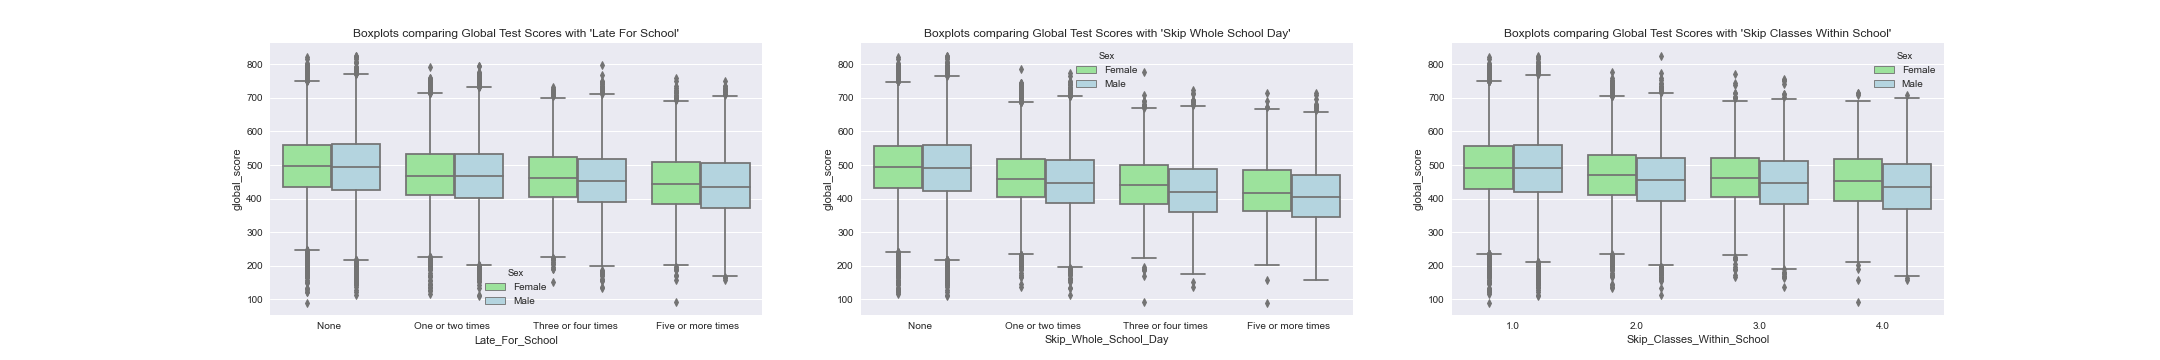 Boxplots comparing Global Test Scores with 'Late For School'
800
700
600
500
400
300
200
100
global_score
Sex
Female
Male
None
One or two times
Three or four times
Five or more times
Late_For_School
Boxplots comparing Global Test Scores with 'Skip Whole School Day'
Sex
Female
Male
800
700
600
500
400
300
200
100
global_score
None
One or two times
Three or four times
Five or more times
Skip_Whole_School_Day
Boxplots comparing Global Test Scores with 'Skip Classes Within School'
Sex
Female
Male
800
700
600
500
400
300
200
100
global_score
1.0
2.0
3.0
4.0
Skip_Classes_Within_School